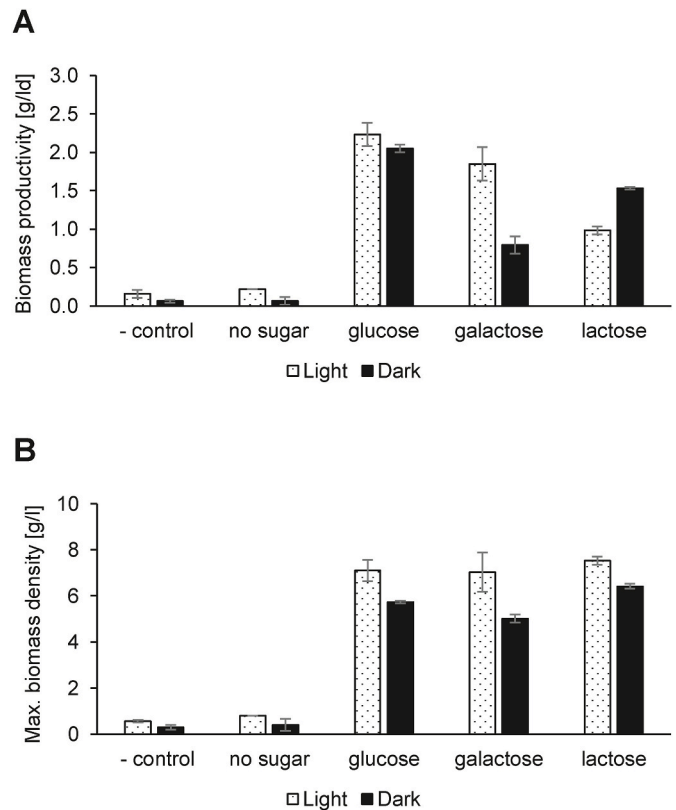 A
Biomass productivity [g/ld]
3.0
2.5
2.0
1.5
1.0
0.5
0.0
- control no sugar glucose galactose lactose
Light Dark
B
Max. biomass density [g/l]
10
8
6
4
2
0
- control no sugar glucose galactose lactose
Light Dark